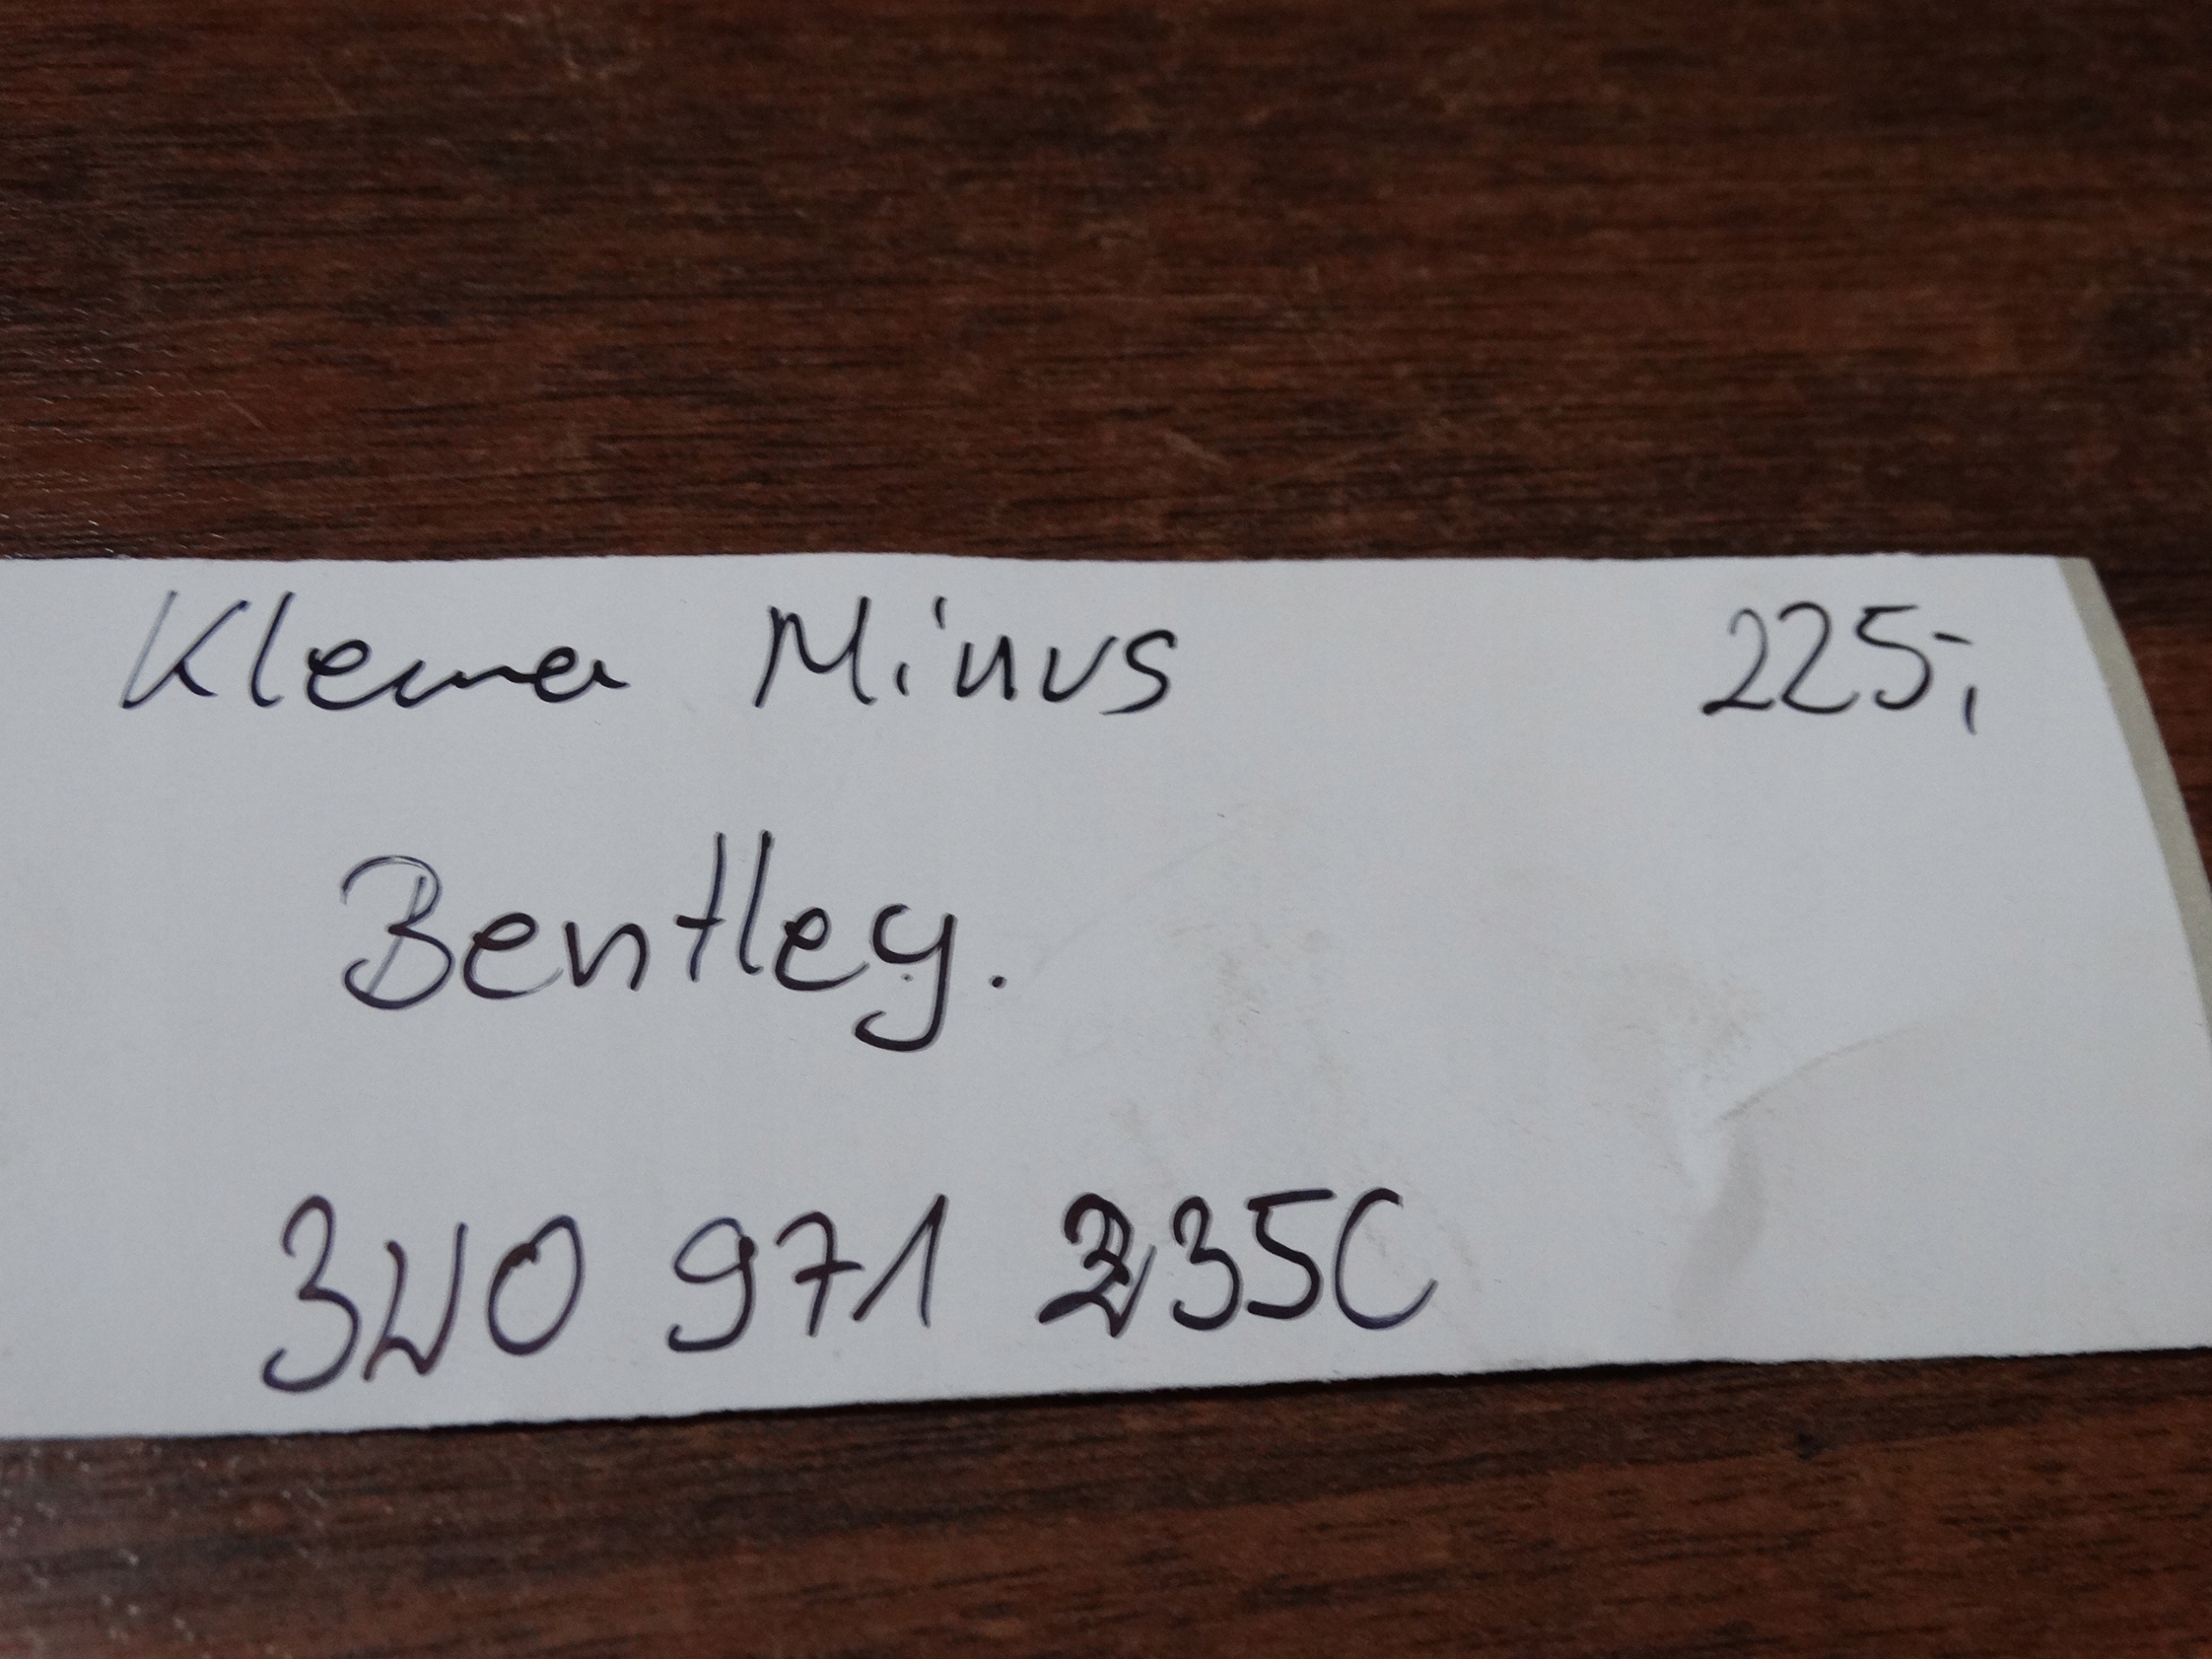 Klema Minus 225,-
Bentley.
3W0 971 235C